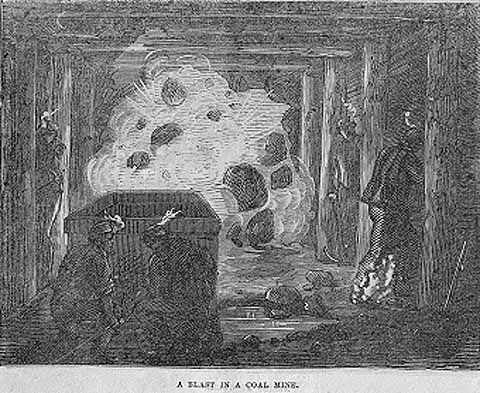 A BLAST IN A COAL MINE.